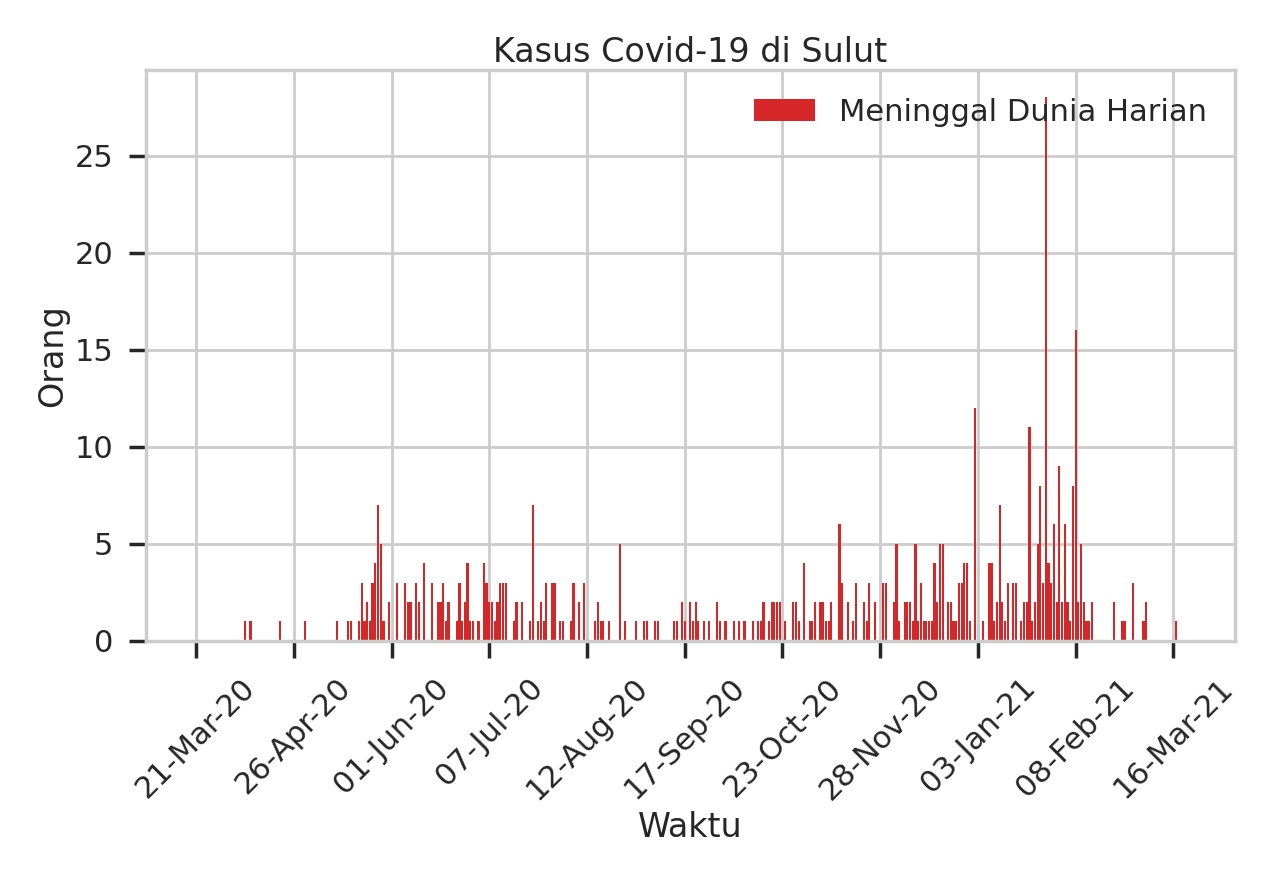 Kasus Covid-19 di Sulut
Meninggal Dunia Harian
25
20
15
10
5
0
Orang
21-Mar-20
26-Apr-20
01-Jun-20
07-Jul-20
12-Aug-20
17-Sep-20
23-Oct-20
28-Nov-20
03-Jan-21
08-Feb-21
16-Mar-21
Waktu